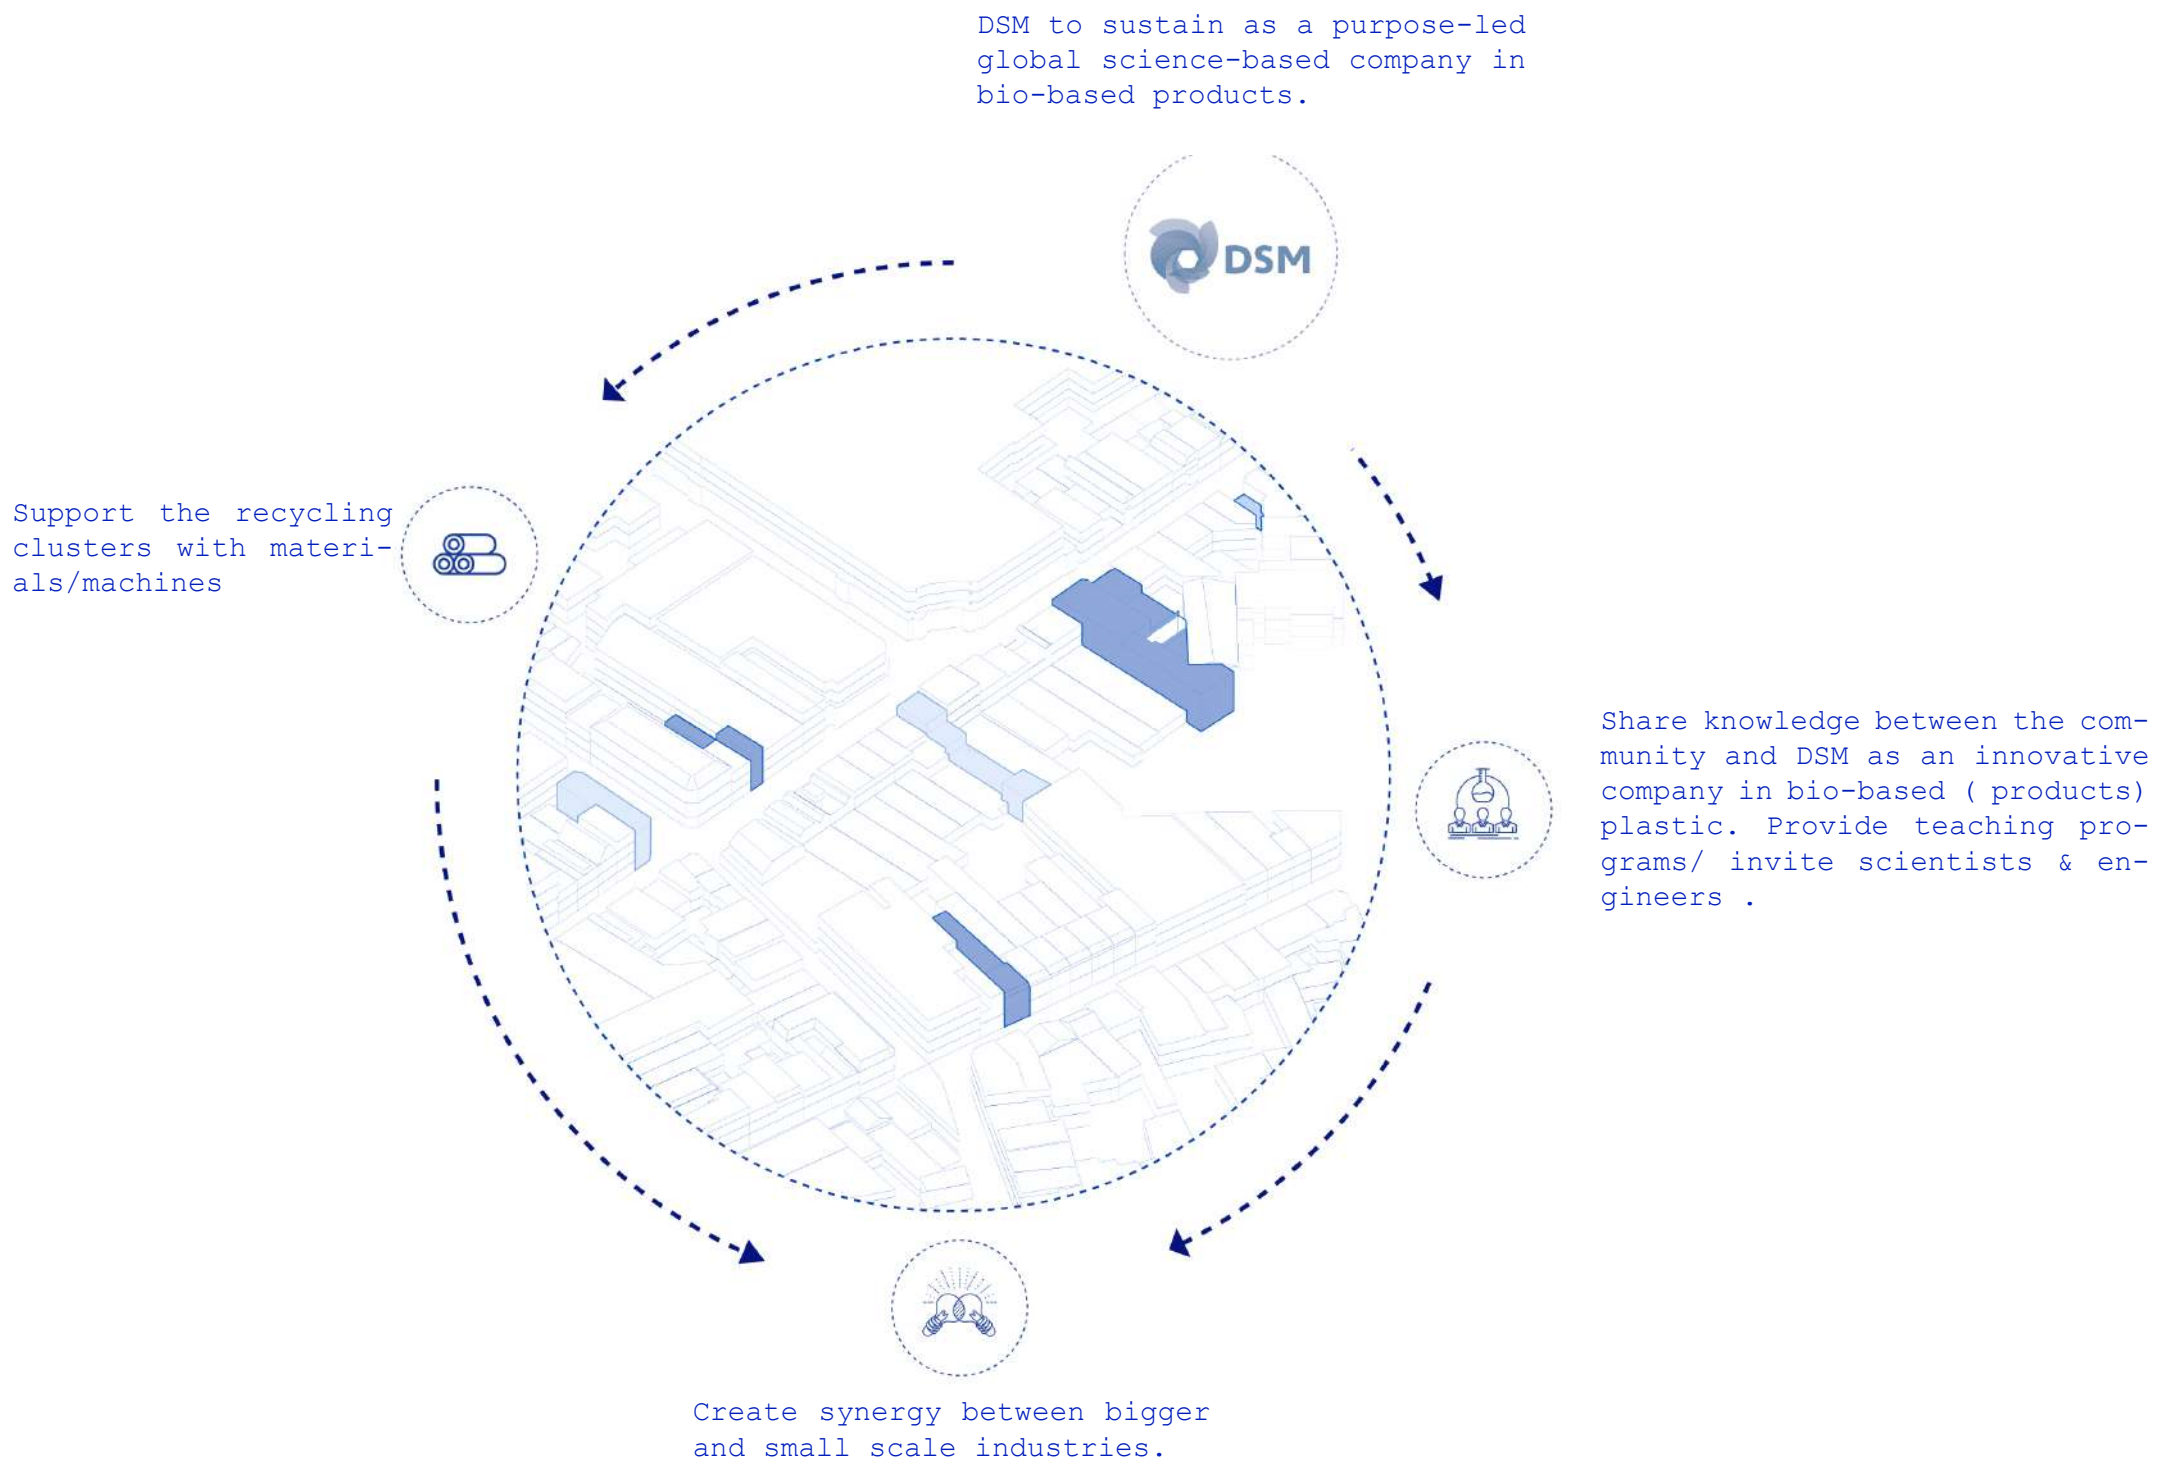 DSM to sustain as a purpose-led
global science-based company in
bio-based products.
DSM
Support the recycling
clusters with materi-
als/machines
Share knowledge between the com-
munity and DSM as an innovative
company in bio-based ( products)
plastic. Provide teaching pro-
grams/ invite scientists & en-
gineers .
Create synergy between bigger
and small scale industries.